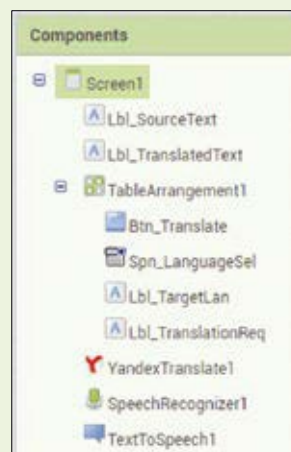 Components
Screen1
Lbl_SourceText
Lbl_TranslatedText
TableArrangement1
Btn_Translate
Spn_LanguageSel
Lbl_TargetLan
Lbl_TranslationReq
YandexTranslate1
SpeechRecognizer1
TextToSpeech1